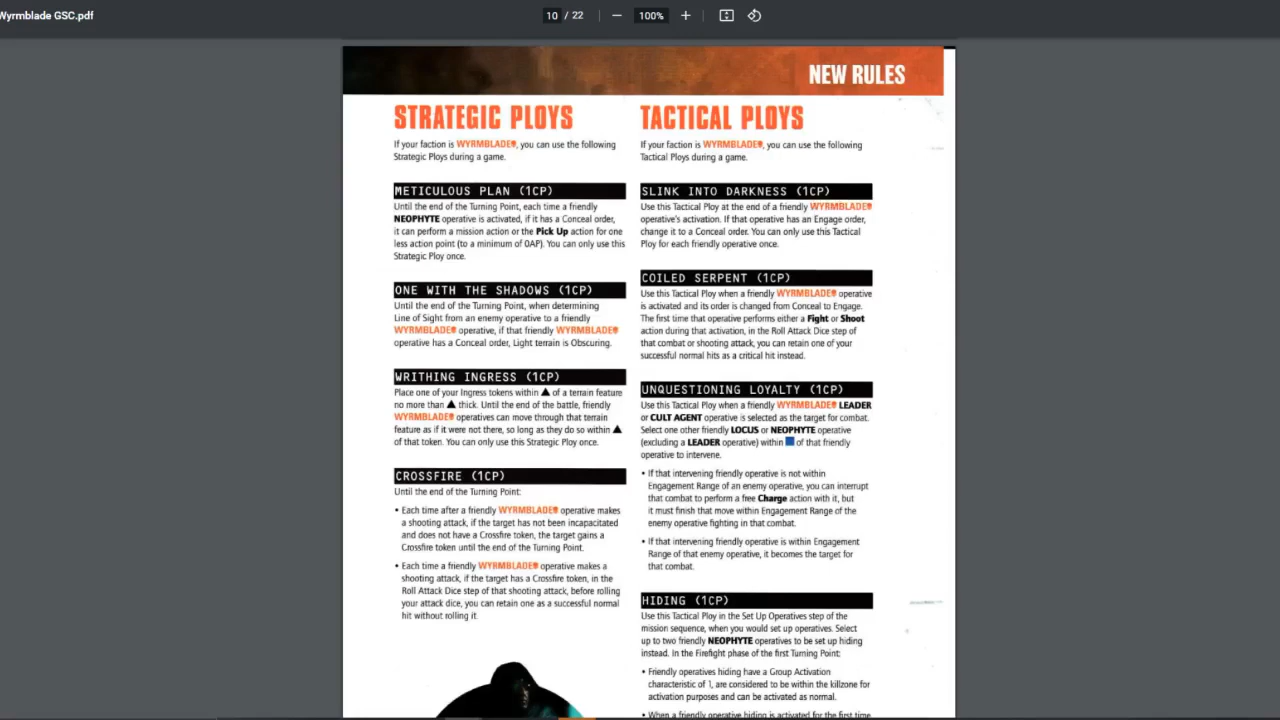 Wyrmblade GSC.pdf
10 / 22
100%
NEW RULES
STRATEGIC PLOYS
If your faction is WYRMBLADE, you can use the following
Strategic Ploys during a game.
METICULOUS PLAN (1CP)
Until the end of the Turning Point, each time a friendly
NEOPHYTE operative is activated, if it has a Conceal order,
it can perform a mission action or the Pick Up action for one
less action point (to a minimum of 0AP). You can only use this
Strategic Ploy once.
ONE WITH THE SHADOWS (1CP)
Until the end of the Turning Point, when determining
Line of Sight from an enemy operative to a friendly
WYRMBLADE operative, if that friendly WYRMBLADE
operative has a Conceal order, Light terrain is Obscuring.
WRITHING INGRESS (1CP)
Place one of your Ingress tokens within ▲ of a terrain feature
no more than ▲ thick. Until the end of the battle, friendly
WYRMBLADE operatives can move through that terrain
feature as if it were not there, so long as they do so within ▲
of that token. You can only use this Strategic Ploy once.
CROSSFIRE (1CP)
Until the end of the Turning Point:
• Each time after a friendly WYRMBLADE operative makes
a shooting attack, if the target has not been incapacitated
and does not have a Crossfire token, the target gains a
Crossfire token until the end of the Turning Point.
• Each time a friendly WYRMBLADE operative makes a
shooting attack, if the target has a Crossfire token, in the
Roll Attack Dice step of that shooting attack, before rolling
your attack dice, you can retain one as a successful normal
hit without rolling it.
TACTICAL PLOYS
If your faction is WYRMBLADE, you can use the following
Tactical Ploys during a game.
SLINK INTO DARKNESS (1CP)
Use this Tactical Ploy at the end of a friendly WYRMBLADE
operative's activation. If that operative has an Engage order,
change it to a Conceal order. You can only use this Tactical
Ploy for each friendly operative once.
COILED SERPENT (1CP)
Use this Tactical Ploy when a friendly WYRMBLADE operative
is activated and its order is changed from Conceal to Engage.
The first time that operative performs either a Fight or Shoot
action during that activation, in the Roll Attack Dice step of
that combat or shooting attack, you can retain one of your
successful normal hits as a critical hit instead.
UNQUESTIONING LOYALTY (1CP)
Use this Tactical Ploy when a friendly WYRMBLADE LEADER
or CULT AGENT operative is selected as the target for combat.
Select one other friendly LOCUS or NEOPHYTE operative
(excluding a LEADER operative) within ■ of that friendly
operative to intervene.
• If that intervening friendly operative is not within
Engagement Range of an enemy operative, you can interrupt
that combat to perform a free Charge action with it, but
it must finish that move within Engagement Range of the
enemy operative fighting in that combat.
• If that intervening friendly operative is within Engagement
Range of that enemy operative, it becomes the target for
that combat.
HIDING (1CP)
Use this Tactical Ploy in the Set Up Operatives step of the
mission sequence, when you would set up operatives. Select
up to two friendly NEOPHYTE operatives to be set up hiding
instead. In the Firefight phase of the first Turning Point:
• Friendly operatives hiding have a Group Activation
characteristic of 1, are considered to be within the killzone for
activation purposes and can be activated as normal.
• When a friendly operative hiding is activated for the first time,